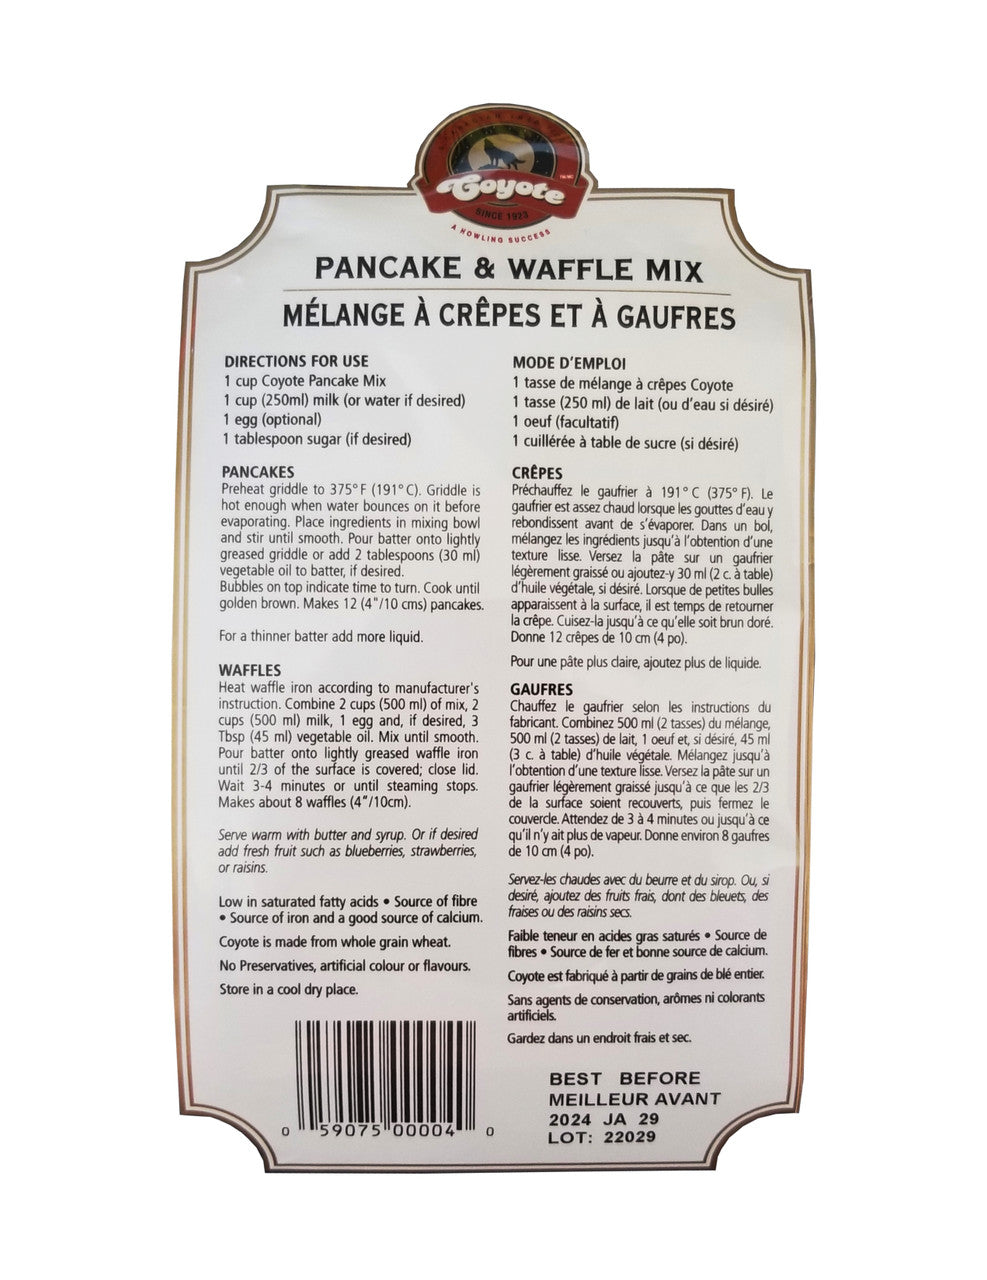 Coyote
TM/MC
SINCE 1923
A HOWLING SUCCESS
PANCAKE & WAFFLE MIX
MÉLANGE À CRÊPES ET À GAUFRES
DIRECTIONS FOR USE
1 cup Coyote Pancake Mix
1 cup (250ml) milk (or water if desired)
1 egg (optional)
1 tablespoon sugar (if desired)
PANCAKES
Preheat griddle to 375° F (191° C). Griddle is
hot enough when water bounces on it before
evaporating. Place ingredients in mixing bowl
and stir until smooth. Pour batter onto lightly
greased griddle or add 2 tablespoons (30 ml)
vegetable oil to batter, if desired.
Bubbles on top indicate time to turn. Cook until
golden brown. Makes 12 (4"/10 cms) pancakes.
For a thinner batter add more liquid.
WAFFLES
Heat waffle iron according to manufacturer's
instruction. Combine 2 cups (500 ml) of mix, 2
cups (500 ml) milk, 1 egg and, if desired, 3
Tbsp (45 ml) vegetable oil. Mix until smooth.
Pour batter onto lightly greased waffle iron
until 2/3 of the surface is covered; close lid.
Wait 3-4 minutes or until steaming stops.
Makes about 8 waffles (4"/10cm).
Serve warm with butter and syrup. Or if desired
add fresh fruit such as blueberries, strawberries,
or raisins.
Low in saturated fatty acids • Source of fibre
• Source of iron and a good source of calcium.
Coyote is made from whole grain wheat.
No Preservatives, artificial colour or flavours.
Store in a cool dry place.
0 59075 00004 0
MODE D'EMPLOI
1 tasse de mélange à crêpes Coyote
1 tasse (250 ml) de lait (ou d'eau si désiré)
1 oeuf (facultatif)
1 cuillérée à table de sucre (si désiré)
CRÊPES
Préchauffez le gaufrier à 191° C (375° F). Le
gaufrier est assez chaud lorsque les gouttes d'eau y
rebondissent avant de s'évaporer. Dans un bol,
mélangez les ingrédients jusqu'à l'obtention d'une
texture lisse. Versez la pâte sur un gaufrier
légèrement graissé ou ajoutez-y 30 ml (2 c. à table)
d'huile végétale, si désiré. Lorsque de petites bulles
apparaissent à la surface, il est temps de retourner
la crêpe. Cuisez-la jusqu'à ce qu'elle soit brun doré.
Donne 12 crêpes de 10 cm (4 po).
Pour une pâte plus claire, ajoutez plus de liquide.
GAUFRES
Chauffez le gaufrier selon les instructions du
fabricant. Combinez 500 ml (2 tasses) du mélange,
500 ml (2 tasses) de lait, 1 oeuf et, si désiré, 45 ml
(3 c. à table) d'huile végétale. Mélangez jusqu'à
l'obtention d'une texture lisse. Versez la pâte sur un
gaufrier légèrement graissé jusqu'à ce que les 2/3
de la surface soient recouverts, puis fermez le
couvercle. Attendez de 3 à 4 minutes ou jusqu'à ce
qu'il n'y ait plus de vapeur. Donne environ 8 gaufres
de 10 cm (4 po).
Servez-les chaudes avec du beurre et du sirop. Ou, si
desiré, ajoutez des fruits frais, dont des bleuets, des
fraises ou des raisins secs.
Faible teneur en acides gras saturés • Source de
fibres • Source de fer et bonne source de calcium.
Coyote est fabriqué à partir de grains de blé entier.
Sans agents de conservation, arômes ni colorants
artificiels.
Gardez dans un endroit frais et sec.
BEST BEFORE
MEILLEUR AVANT
2024 JA 29
LOT: 22029